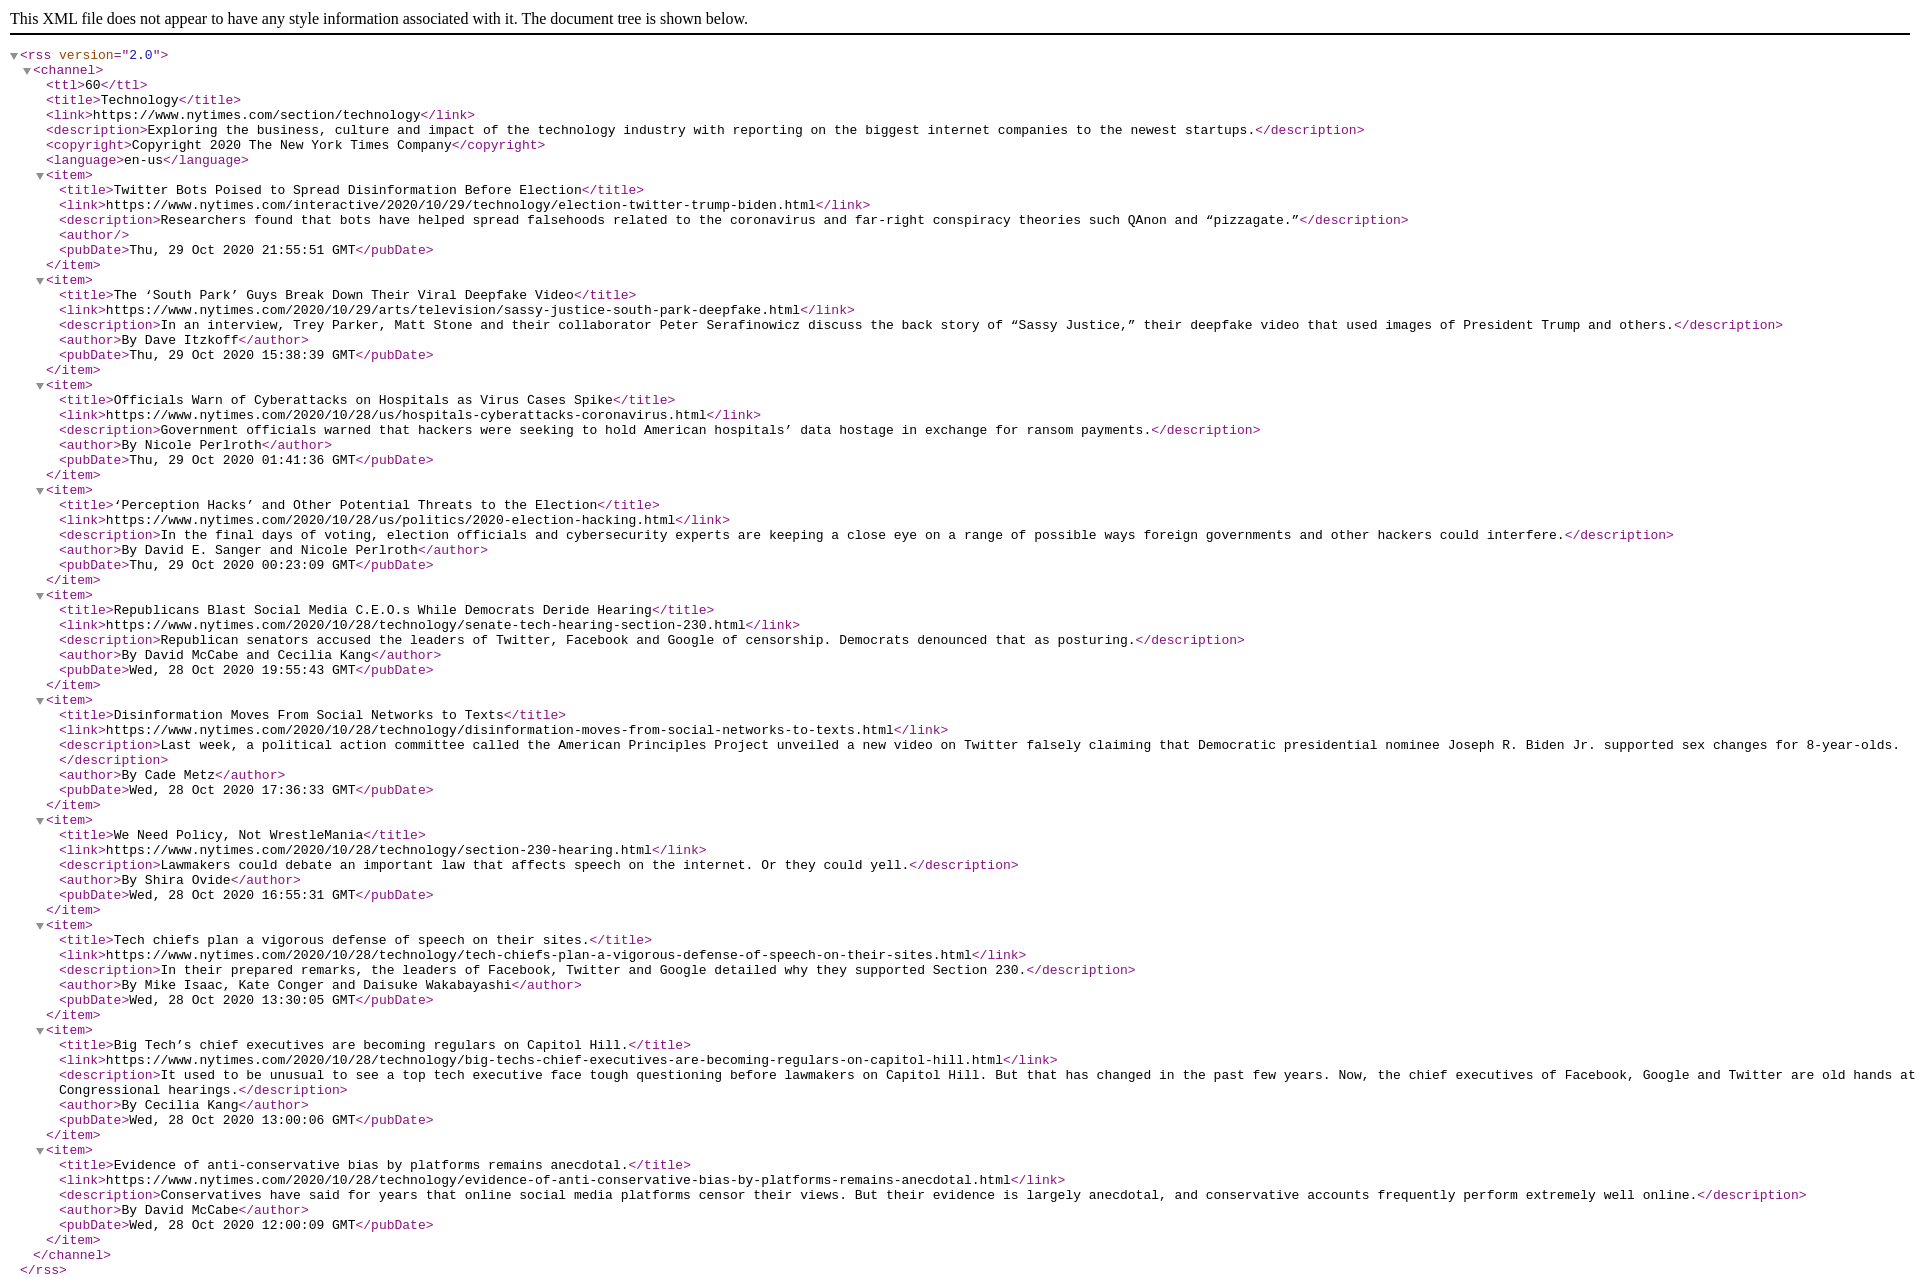 This XML file does not appear to have any style information associated with it. The document tree is shown below.
<rss version="2.0">
<channel>
<ttl>60</ttl>
<title>Technology</title>
<link>https://www.nytimes.com/section/technology</link>
<description>Exploring the business, culture and impact of the technology industry with reporting on the biggest internet companies to the newest startups.</description>
<copyright>Copyright 2020 The New York Times Company</copyright>
<language>en-us</language>
<item>
<title>Twitter Bots Poised to Spread Disinformation Before Election</title>
<link>https://www.nytimes.com/interactive/2020/10/29/technology/election-twitter-trump-biden.html</link>
<description>Researchers found that bots have helped spread falsehoods related to the coronavirus and far-right conspiracy theories such QAnon and “pizzagate.”</description>
<author/>
<pubDate>Thu, 29 Oct 2020 21:55:51 GMT</pubDate>
</item>
<item>
<title>The ‘South Park’ Guys Break Down Their Viral Deepfake Video</title>
<link>https://www.nytimes.com/2020/10/29/arts/television/sassy-justice-south-park-deepfake.html</link>
<description>In an interview, Trey Parker, Matt Stone and their collaborator Peter Serafinowicz discuss the back story of “Sassy Justice,” their deepfake video that used images of President Trump and others.</description>
<author>By Dave Itzkoff</author>
<pubDate>Thu, 29 Oct 2020 15:38:39 GMT</pubDate>
</item>
<item>
<title>Officials Warn of Cyberattacks on Hospitals as Virus Cases Spike</title>
<link>https://www.nytimes.com/2020/10/28/us/hospitals-cyberattacks-coronavirus.html</link>
<description>Government officials warned that hackers were seeking to hold American hospitals’ data hostage in exchange for ransom payments.</description>
<author>By Nicole Perlroth</author>
<pubDate>Thu, 29 Oct 2020 01:41:36 GMT</pubDate>
</item>
<item>
<title>‘Perception Hacks’ and Other Potential Threats to the Election</title>
<link>https://www.nytimes.com/2020/10/28/us/politics/2020-election-hacking.html</link>
<description>In the final days of voting, election officials and cybersecurity experts are keeping a close eye on a range of possible ways foreign governments and other hackers could interfere.</description>
<author>By David E. Sanger and Nicole Perlroth</author>
<pubDate>Thu, 29 Oct 2020 00:23:09 GMT</pubDate>
</item>
<item>
<title>Republicans Blast Social Media C.E.O.s While Democrats Deride Hearing</title>
<link>https://www.nytimes.com/2020/10/28/technology/senate-tech-hearing-section-230.html</link>
<description>Republican senators accused the leaders of Twitter, Facebook and Google of censorship. Democrats denounced that as posturing.</description>
<author>By David McCabe and Cecilia Kang</author>
<pubDate>Wed, 28 Oct 2020 19:55:43 GMT</pubDate>
</item>
<item>
<title>Disinformation Moves From Social Networks to Texts</title>
<link>https://www.nytimes.com/2020/10/28/technology/disinformation-moves-from-social-networks-to-texts.html</link>
<description>Last week, a political action committee called the American Principles Project unveiled a new video on Twitter falsely claiming that Democratic presidential nominee Joseph R. Biden Jr. supported sex changes for 8-year-olds.
</description>
<author>By Cade Metz</author>
<pubDate>Wed, 28 Oct 2020 17:36:33 GMT</pubDate>
</item>
<item>
<title>We Need Policy, Not WrestleMania</title>
<link>https://www.nytimes.com/2020/10/28/technology/section-230-hearing.html</link>
<description>Lawmakers could debate an important law that affects speech on the internet. Or they could yell.</description>
<author>By Shira Ovide</author>
<pubDate>Wed, 28 Oct 2020 16:55:31 GMT</pubDate>
</item>
<item>
<title>Tech chiefs plan a vigorous defense of speech on their sites.</title>
<link>https://www.nytimes.com/2020/10/28/technology/tech-chiefs-plan-a-vigorous-defense-of-speech-on-their-sites.html</link>
<description>In their prepared remarks, the leaders of Facebook, Twitter and Google detailed why they supported Section 230.</description>
<author>By Mike Isaac, Kate Conger and Daisuke Wakabayashi</author>
<pubDate>Wed, 28 Oct 2020 13:30:05 GMT</pubDate>
</item>
<item>
<title>Big Tech’s chief executives are becoming regulars on Capitol Hill.</title>
<link>https://www.nytimes.com/2020/10/28/technology/big-techs-chief-executives-are-becoming-regulars-on-capitol-hill.html</link>
<description>It used to be unusual to see a top tech executive face tough questioning before lawmakers on Capitol Hill. But that has changed in the past few years. Now, the chief executives of Facebook, Google and Twitter are old hands at
Congressional hearings.</description>
<author>By Cecilia Kang</author>
<pubDate>Wed, 28 Oct 2020 13:00:06 GMT</pubDate>
</item>
<item>
<title>Evidence of anti-conservative bias by platforms remains anecdotal.</title>
<link>https://www.nytimes.com/2020/10/28/technology/evidence-of-anti-conservative-bias-by-platforms-remains-anecdotal.html</link>
<description>Conservatives have said for years that online social media platforms censor their views. But their evidence is largely anecdotal, and conservative accounts frequently perform extremely well online.</description>
<author>By David McCabe</author>
<pubDate>Wed, 28 Oct 2020 12:00:09 GMT</pubDate>
</item>
</channel>
</rss>